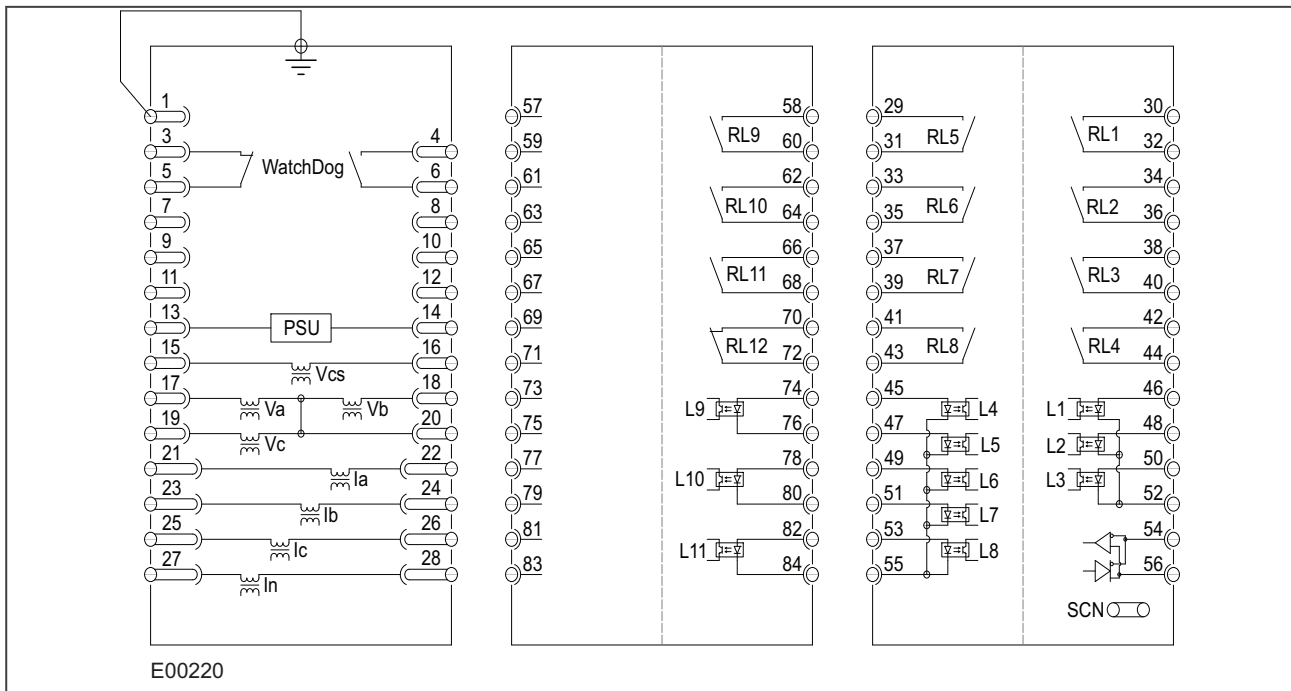 1 57 58 29 30
RL9 RL5 RL1
3 4 59 60 31 32
WatchDog
5 6 61 62 33 34
RL10 RL6 RL2
7 8 63 64 35 36
9 10 65 66 37 38
RL11 RL7 RL3
11 12 67 68 39 40
13 14 69 70 41 42
PSU
RL12 RL8 RL4
15 16 71 72 43 44
Vcs
17 18 73 74 45 46
Va Vb L9 L4 L1
19 20 75 76 47 48
Vc L5 L2
21 22 77 78 49 50
Ia L10 L6 L3
23 24 79 80 51 52
Ib L7
25 26 81 82 53 54
Ic L11 L8
27 28 83 84 55 56
In
SCN
E00220